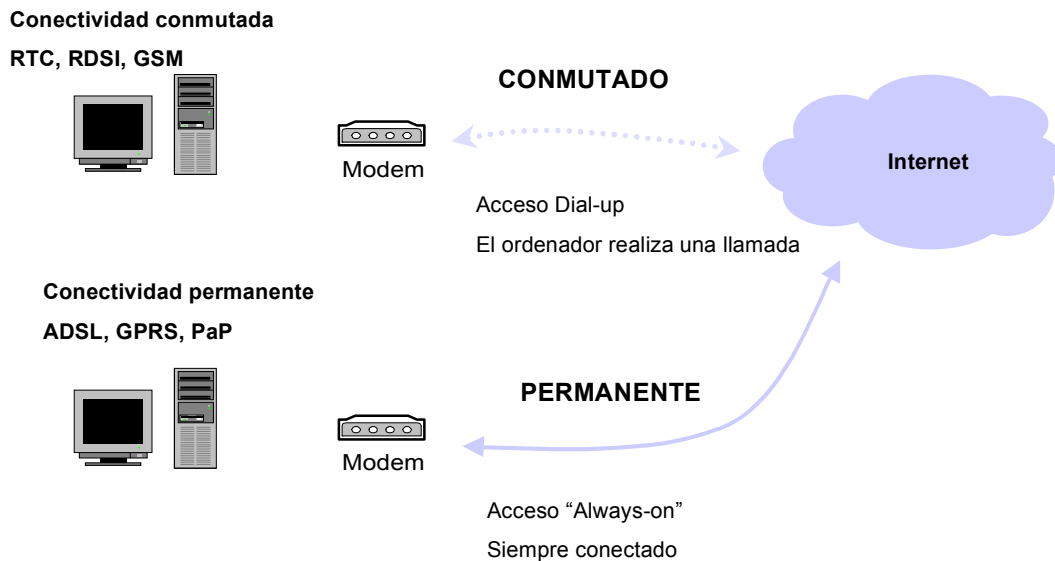 Conectividad conmutada
RTC, RDSI, GSM
CONMUTADO
Modem
Internet
Acceso Dial-up
El ordenador realiza una llamada
Conectividad permanente
ADSL, GPRS, PaP
PERMANENTE
Modem
Acceso “Always-on”
Siempre conectado